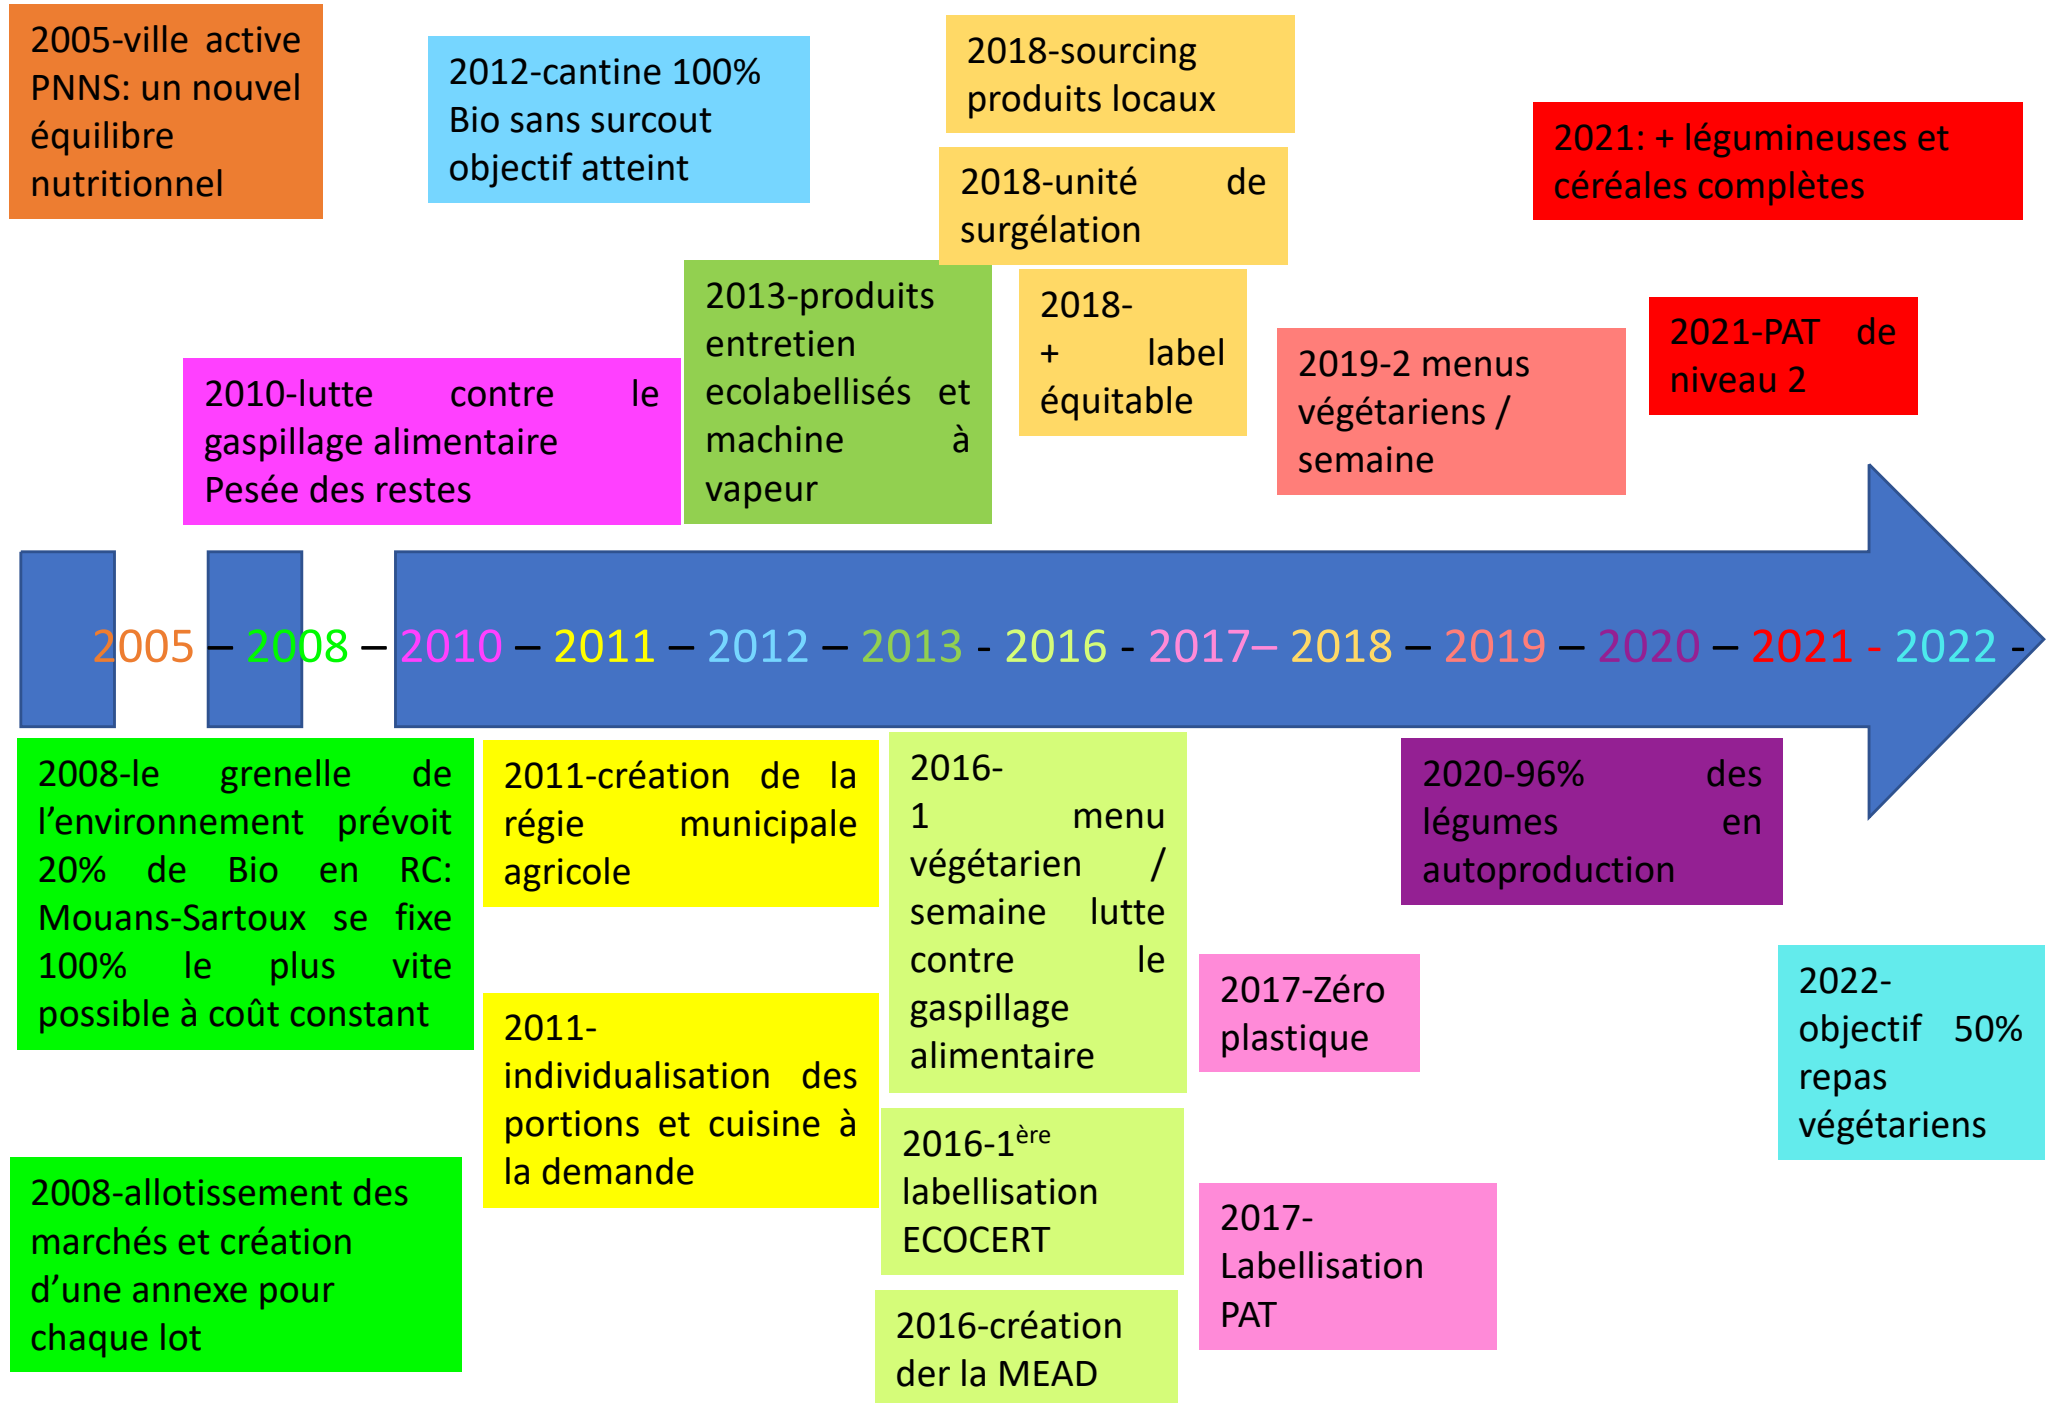 2005-ville active
PNNS: un nouvel
équilibre
nutritionnel
2012-cantine 100%
Bio sans surcout
objectif atteint
2018-sourcing
produits locaux
2018-unité de
surgélation
2021: + légumineuses et
céréales complètes
2010-lutte contre le
gaspillage alimentaire
Pesée des restes
2013-produits
entretien
ecolabellisés et
machine à
vapeur
2018-
+ label
équitable
2019-2 menus
végétariens /
semaine
2021-PAT de
niveau 2
2005 – 2008 – 2010 – 2011 – 2012 – 2013 - 2016 - 2017– 2018 – 2019 – 2020 – 2021 - 2022 -
2008-le grenelle de
l’environnement prévoit
20% de Bio en RC:
Mouans-Sartoux se fixe
100% le plus vite
possible à coût constant
2008-allotissement des
marchés et création
d’une annexe pour
chaque lot
2011-création de la
régie municipale
agricole
2011-
individualisation des
portions et cuisine à
la demande
2016-
1 menu
végétarien /
semaine lutte
contre le
gaspillage
alimentaire
2016-1ère
labellisation
ECOCERT
2016-création
der la MEAD
2017-Zéro
plastique
2017-
Labellisation
PAT
2020-96% des
légumes en
autoproduction
2022-
objectif 50%
repas
végétariens